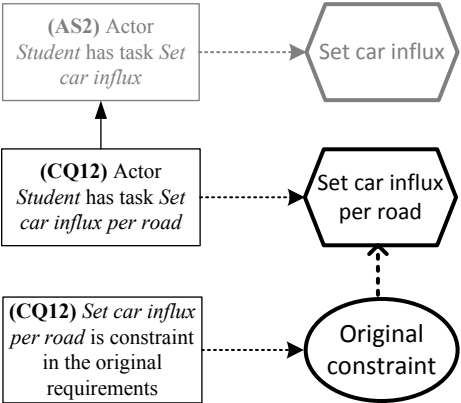 (AS2) Actor
Student has task Set
car influx
Set car influx
(CQ12) Actor
Student has task Set
car influx per road
Set car influx
per road
(CQ12) Set car influx
per road is constraint
in the original
requirements
Original
constraint